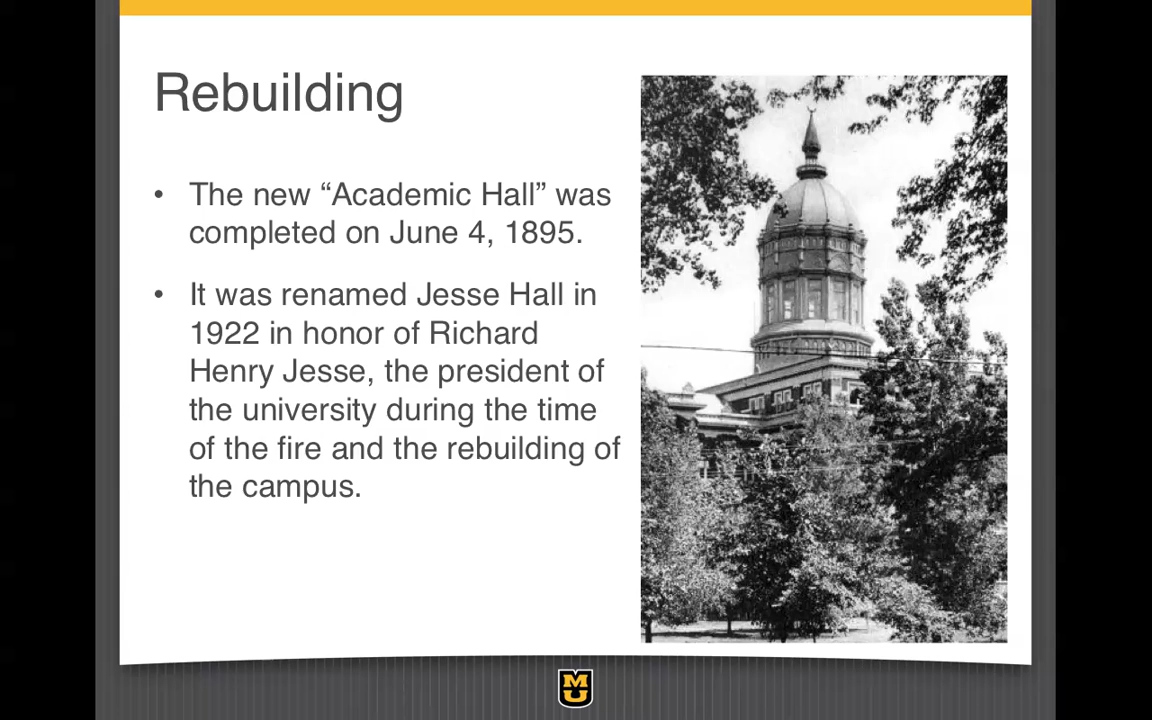 Rebuilding
• The new “Academic Hall” was
completed on June 4, 1895.
• It was renamed Jesse Hall in
1922 in honor of Richard
Henry Jesse, the president of
the university during the time
of the fire and the rebuilding of
the campus.
MU